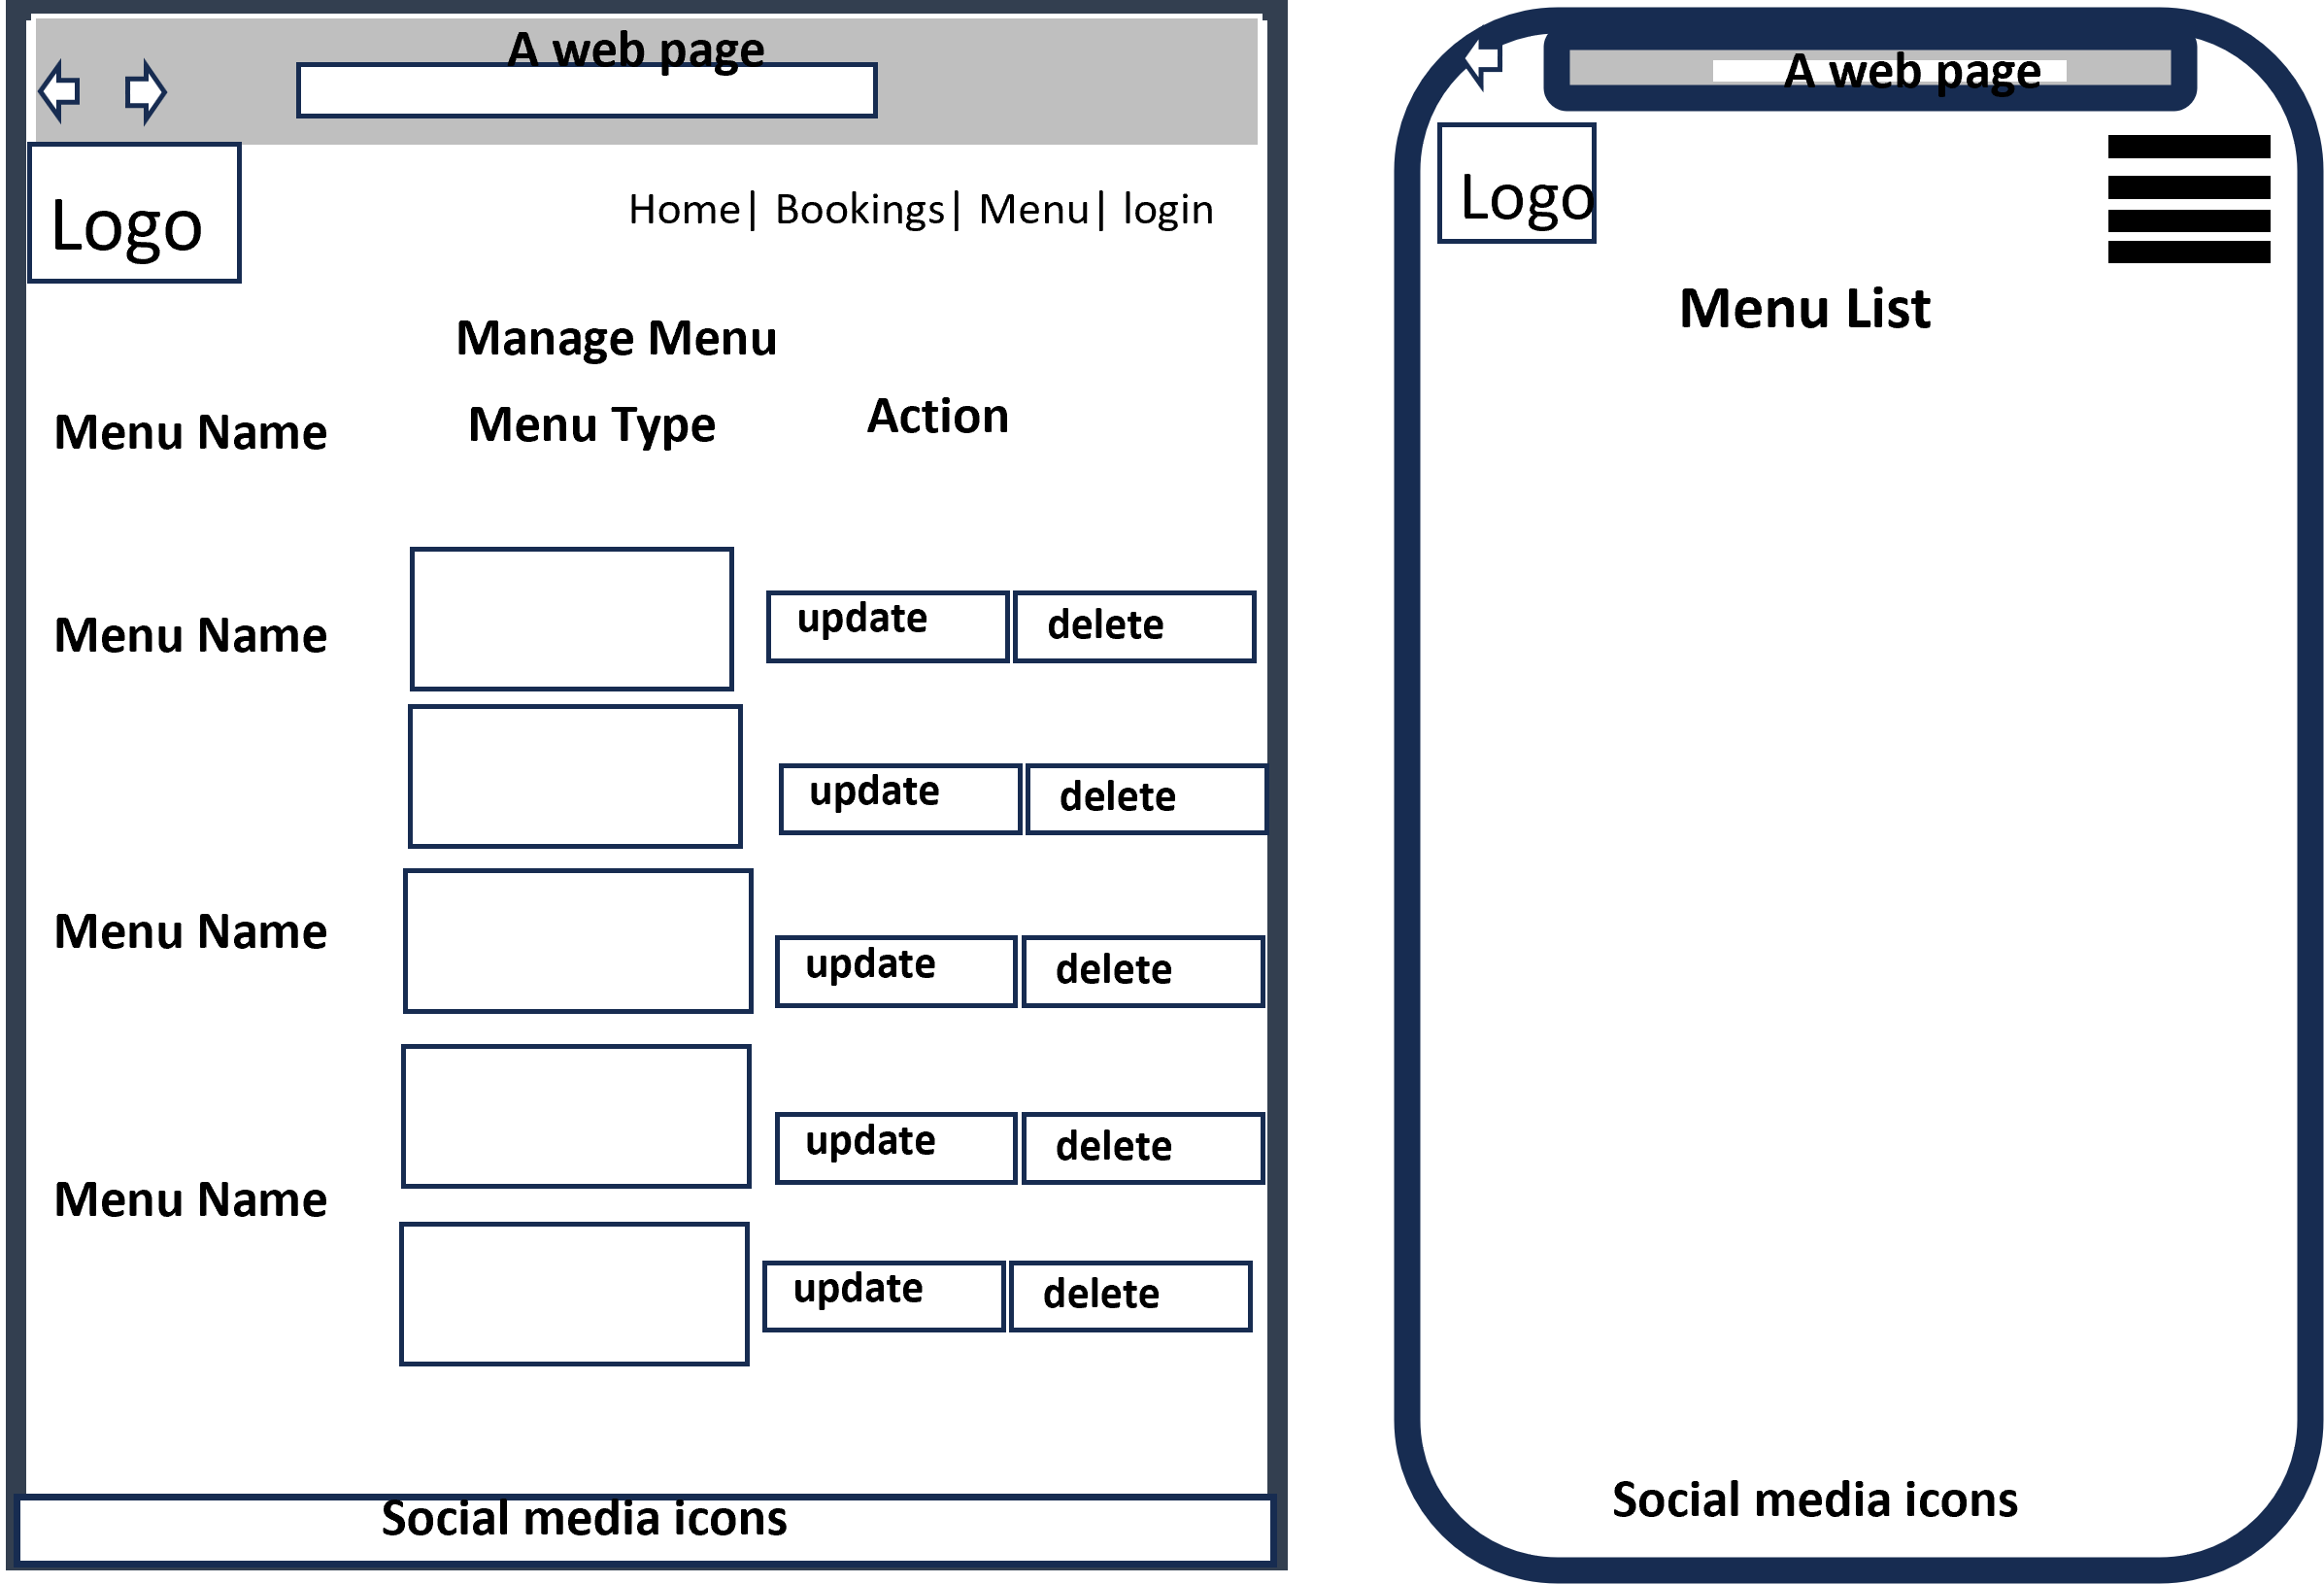 A web page
Logo
Home| Bookings| Menu| login
Manage Menu
Menu Name Menu Type Action
Menu Name update delete
update delete
Menu Name update delete
update delete
Menu Name
update delete
Social media icons
A web page
Logo
Menu List
Social media icons